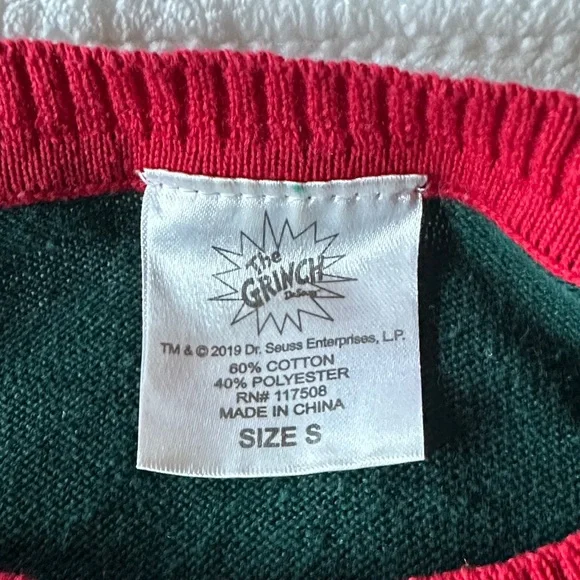 The
GRINCH
Dr. Seuss
TM & © 2019 Dr. Seuss Enterprises, L.P.
60% COTTON
40% POLYESTER
RN# 117508
MADE IN CHINA
SIZE S